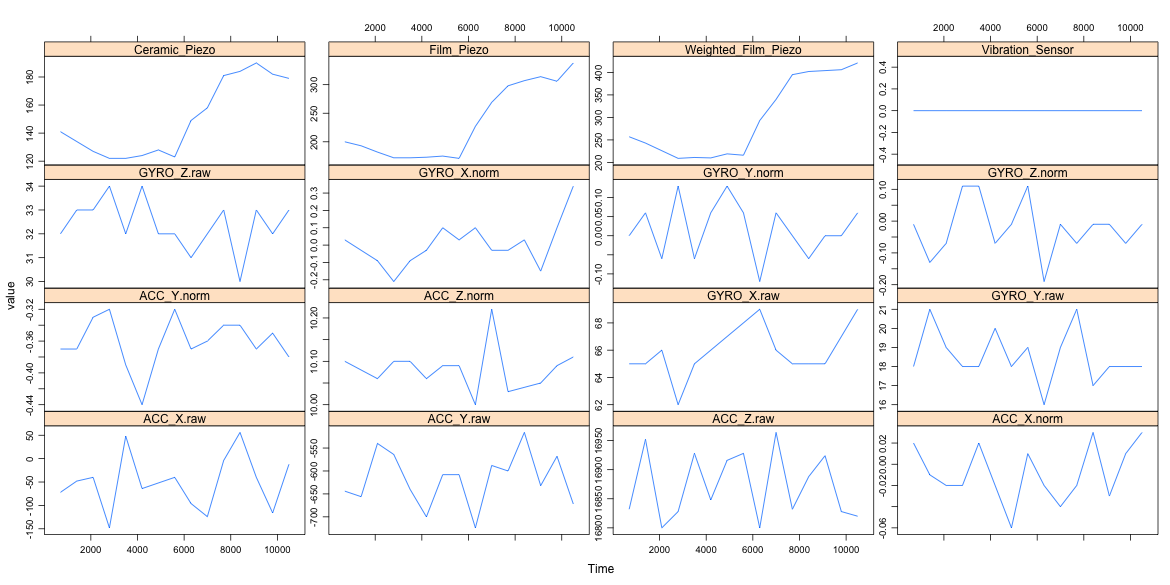 2000 4000 6000 8000 10000 2000 4000 6000 8000 10000
Ceramic_Piezo Film_Piezo Weighted_Film_Piezo Vibration_Sensor
120 140 160 180 200 300 200 250 300 350 400 -0.4 -0.2 0.0 0.2 0.4
GYRO_Z.raw GYRO_X.norm GYRO_Y.norm GYRO_Z.norm
30 31 32 33 34 -0.2 -0.1 0.0 0.1 0.2 0.3 -0.10 0.00 0.05 0.10 -0.20 -0.10 0.00 0.10
ACC_Y.norm ACC_Z.norm GYRO_X.raw GYRO_Y.raw
-0.44 -0.40 -0.36 -0.32 10.00 10.10 10.20 62 64 66 68 16 17 18 19 20 21
ACC_X.raw ACC_Y.raw ACC_Z.raw ACC_X.norm
-150 -100 -50 0 50 -700 -650 -600 -550 16800 16850 16900 16950 -0.06 -0.02 0.00 0.02
2000 4000 6000 8000 10000 2000 4000 6000 8000 10000
Time
value